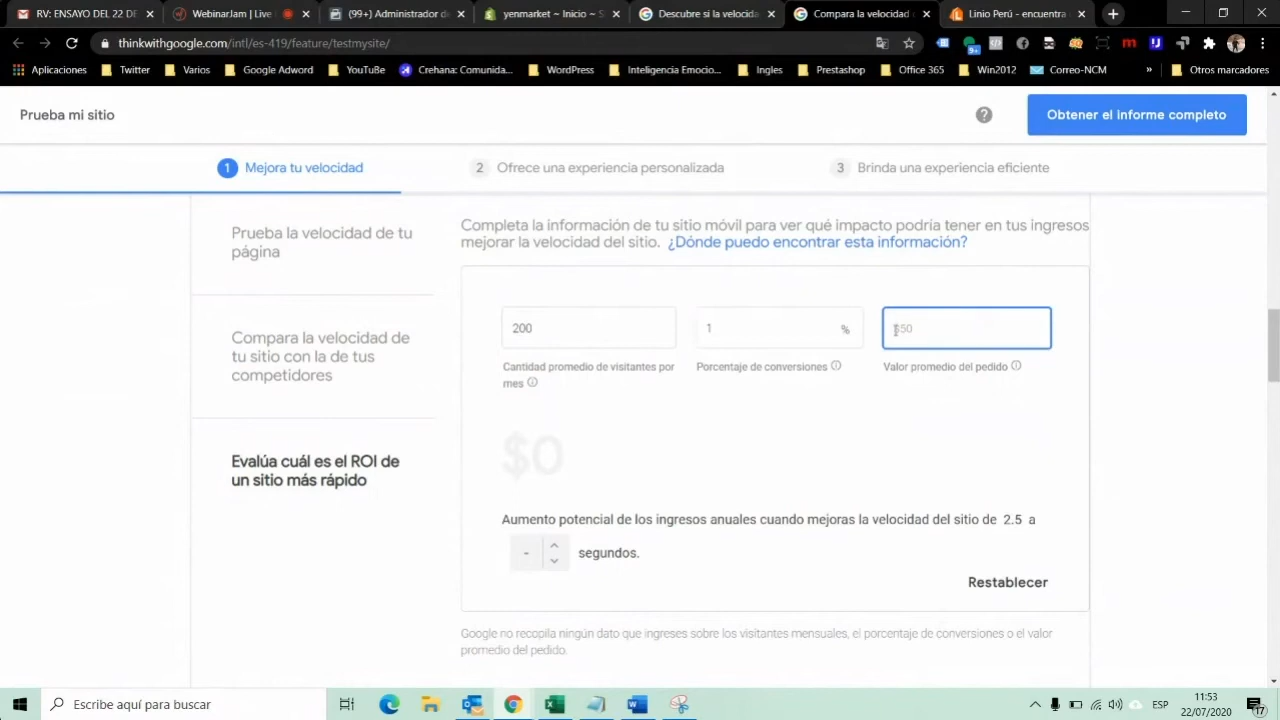 RV: ENSAYO DEL 22 DE
WebinarJam | Live
(99+) Administrador de
yenmarket ~ Inicio ~ S
Descubre si la velocida
Compara la velocidad
Linio Perú - encuentra
thinkwithgoogle.com/intl/es-419/feature/testmysite/
Aplicaciones
Twitter
Varios
Google Adword
YouTuBe
Crehana: Comunida...
WordPress
Inteligencia Emocio...
Ingles
Prestashop
Office 365
Win2012
Correo-NCM
»
Otros marcadores
Prueba mi sitio
?
Obtener el informe completo
1 Mejora tu velocidad
2 Ofrece una experiencia personalizada
3 Brinda una experiencia eficiente
Prueba la velocidad de tu
página
Compara la velocidad de
tu sitio con la de tus
competidores
Evalúa cuál es el ROI de
un sitio más rápido
Completa la información de tu sitio móvil para ver qué impacto podría tener en tus ingresos
mejorar la velocidad del sitio. ¿Dónde puedo encontrar esta información?
200
1 %
$50
Cantidad promedio de visitantes por
mes
Porcentaje de conversiones
Valor promedio del pedido
$0
Aumento potencial de los ingresos anuales cuando mejoras la velocidad del sitio de 2.5 a
- segundos.
Restablecer
Google no recopila ningún dato que ingreses sobre los visitantes mensuales, el porcentaje de conversiones o el valor
promedio del pedido.
Escribe aquí para buscar
ESP
11:53
22/07/2020
17